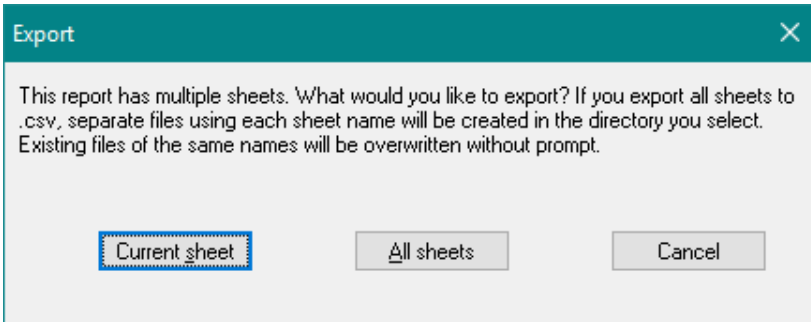 Export
This report has multiple sheets. What would you like to export? If you export all sheets to
.csv, separate files using each sheet name will be created in the directory you select.
Existing files of the same names will be overwritten without prompt.
Current sheet
All sheets
Cancel